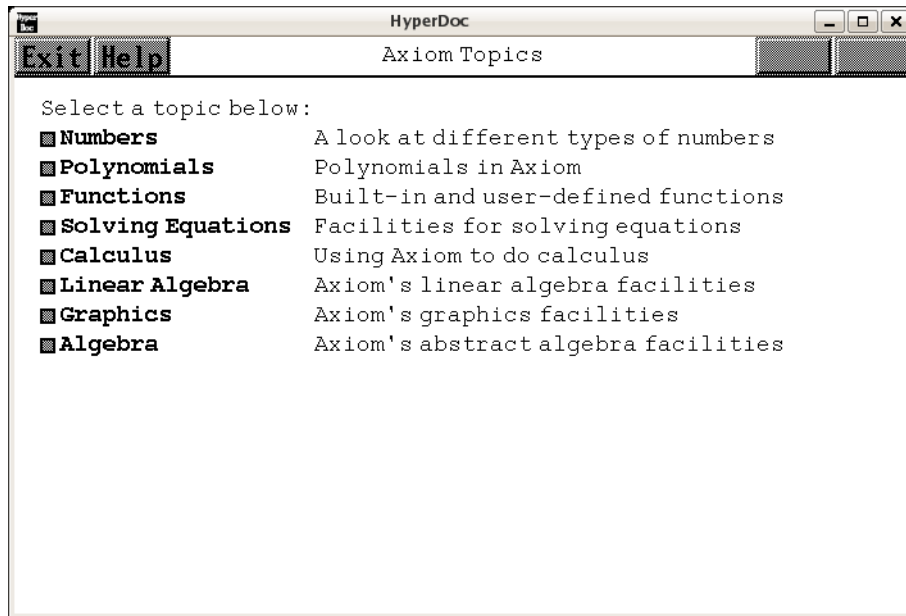 Hyper Doc HyperDoc
Exit Help Axiom Topics
Select a topic below:
Numbers A look at different types of numbers
Polynomials Polynomials in Axiom
Functions Built-in and user-defined functions
Solving Equations Facilities for solving equations
Calculus Using Axiom to do calculus
Linear Algebra Axiom's linear algebra facilities
Graphics Axiom's graphics facilities
Algebra Axiom's abstract algebra facilities